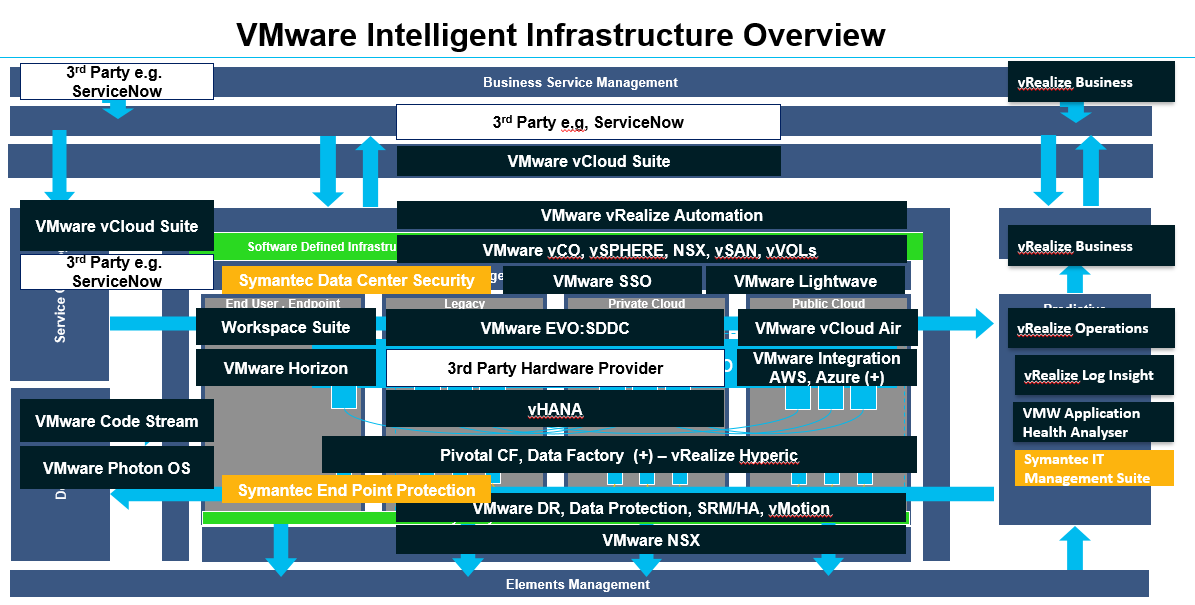 VMware Intelligent Infrastructure Overview
3rd Party e.g.
ServiceNow
Business Service Management
vRealize Business
3rd Party e.g, ServiceNow
VMware vCloud Suite
VMware vCloud Suite
VMware vRealize Automation
Software Defined
VMware vCO, vSPHERE, NSX, vSAN, vVOLs
vRealize Business
3rd Party e.g.
ServiceNow
Symantec Data Center Security
VMware SSO
VMware Lightwave
Service
End User , Endpoint
Legacy
Private Cloud
Public Cloud
Workspace Suite
VMware EVO:SDDC
VMware vCloud Air
vRealize Operations
VMware Horizon
3rd Party Hardware Provider
VMware Integration
AWS, Azure (+)
vRealize Log Insight
vHANA
VMware Code Stream
VMW Application
Health Analyser
Pivotal CF, Data Factory (+) – vRealize Hyperic
VMware Photon OS
Symantec IT
Management Suite
Symantec End Point Protection
VMware DR, Data Protection, SRM/HA, vMotion
VMware NSX
Elements Management